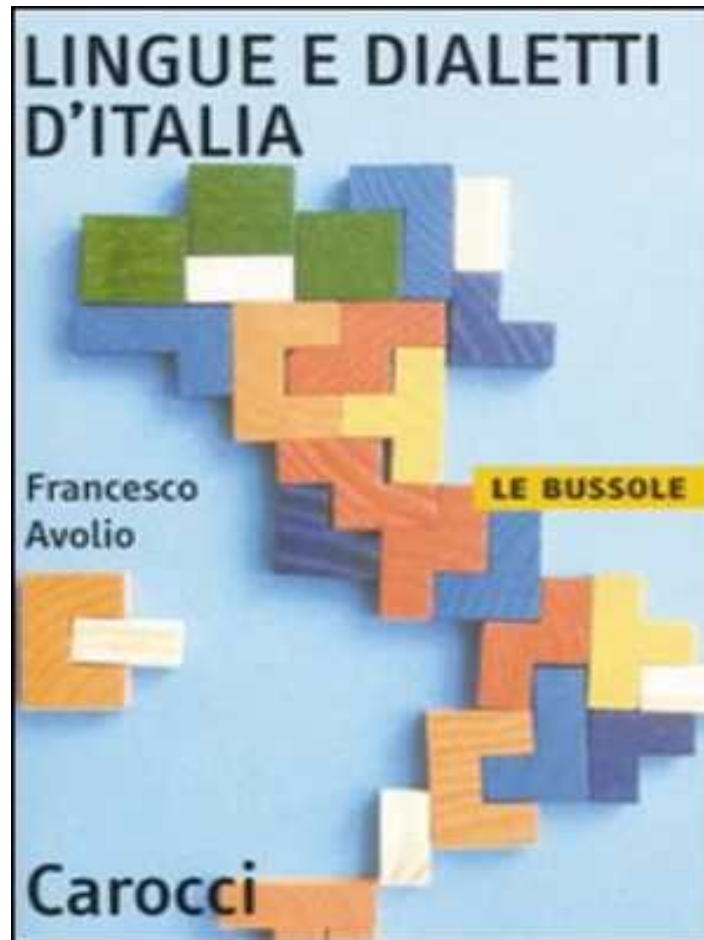 LINGUE E DIALETTI
D'ITALIA
Francesco
Avolio
LE BUSSOLE
Carocci